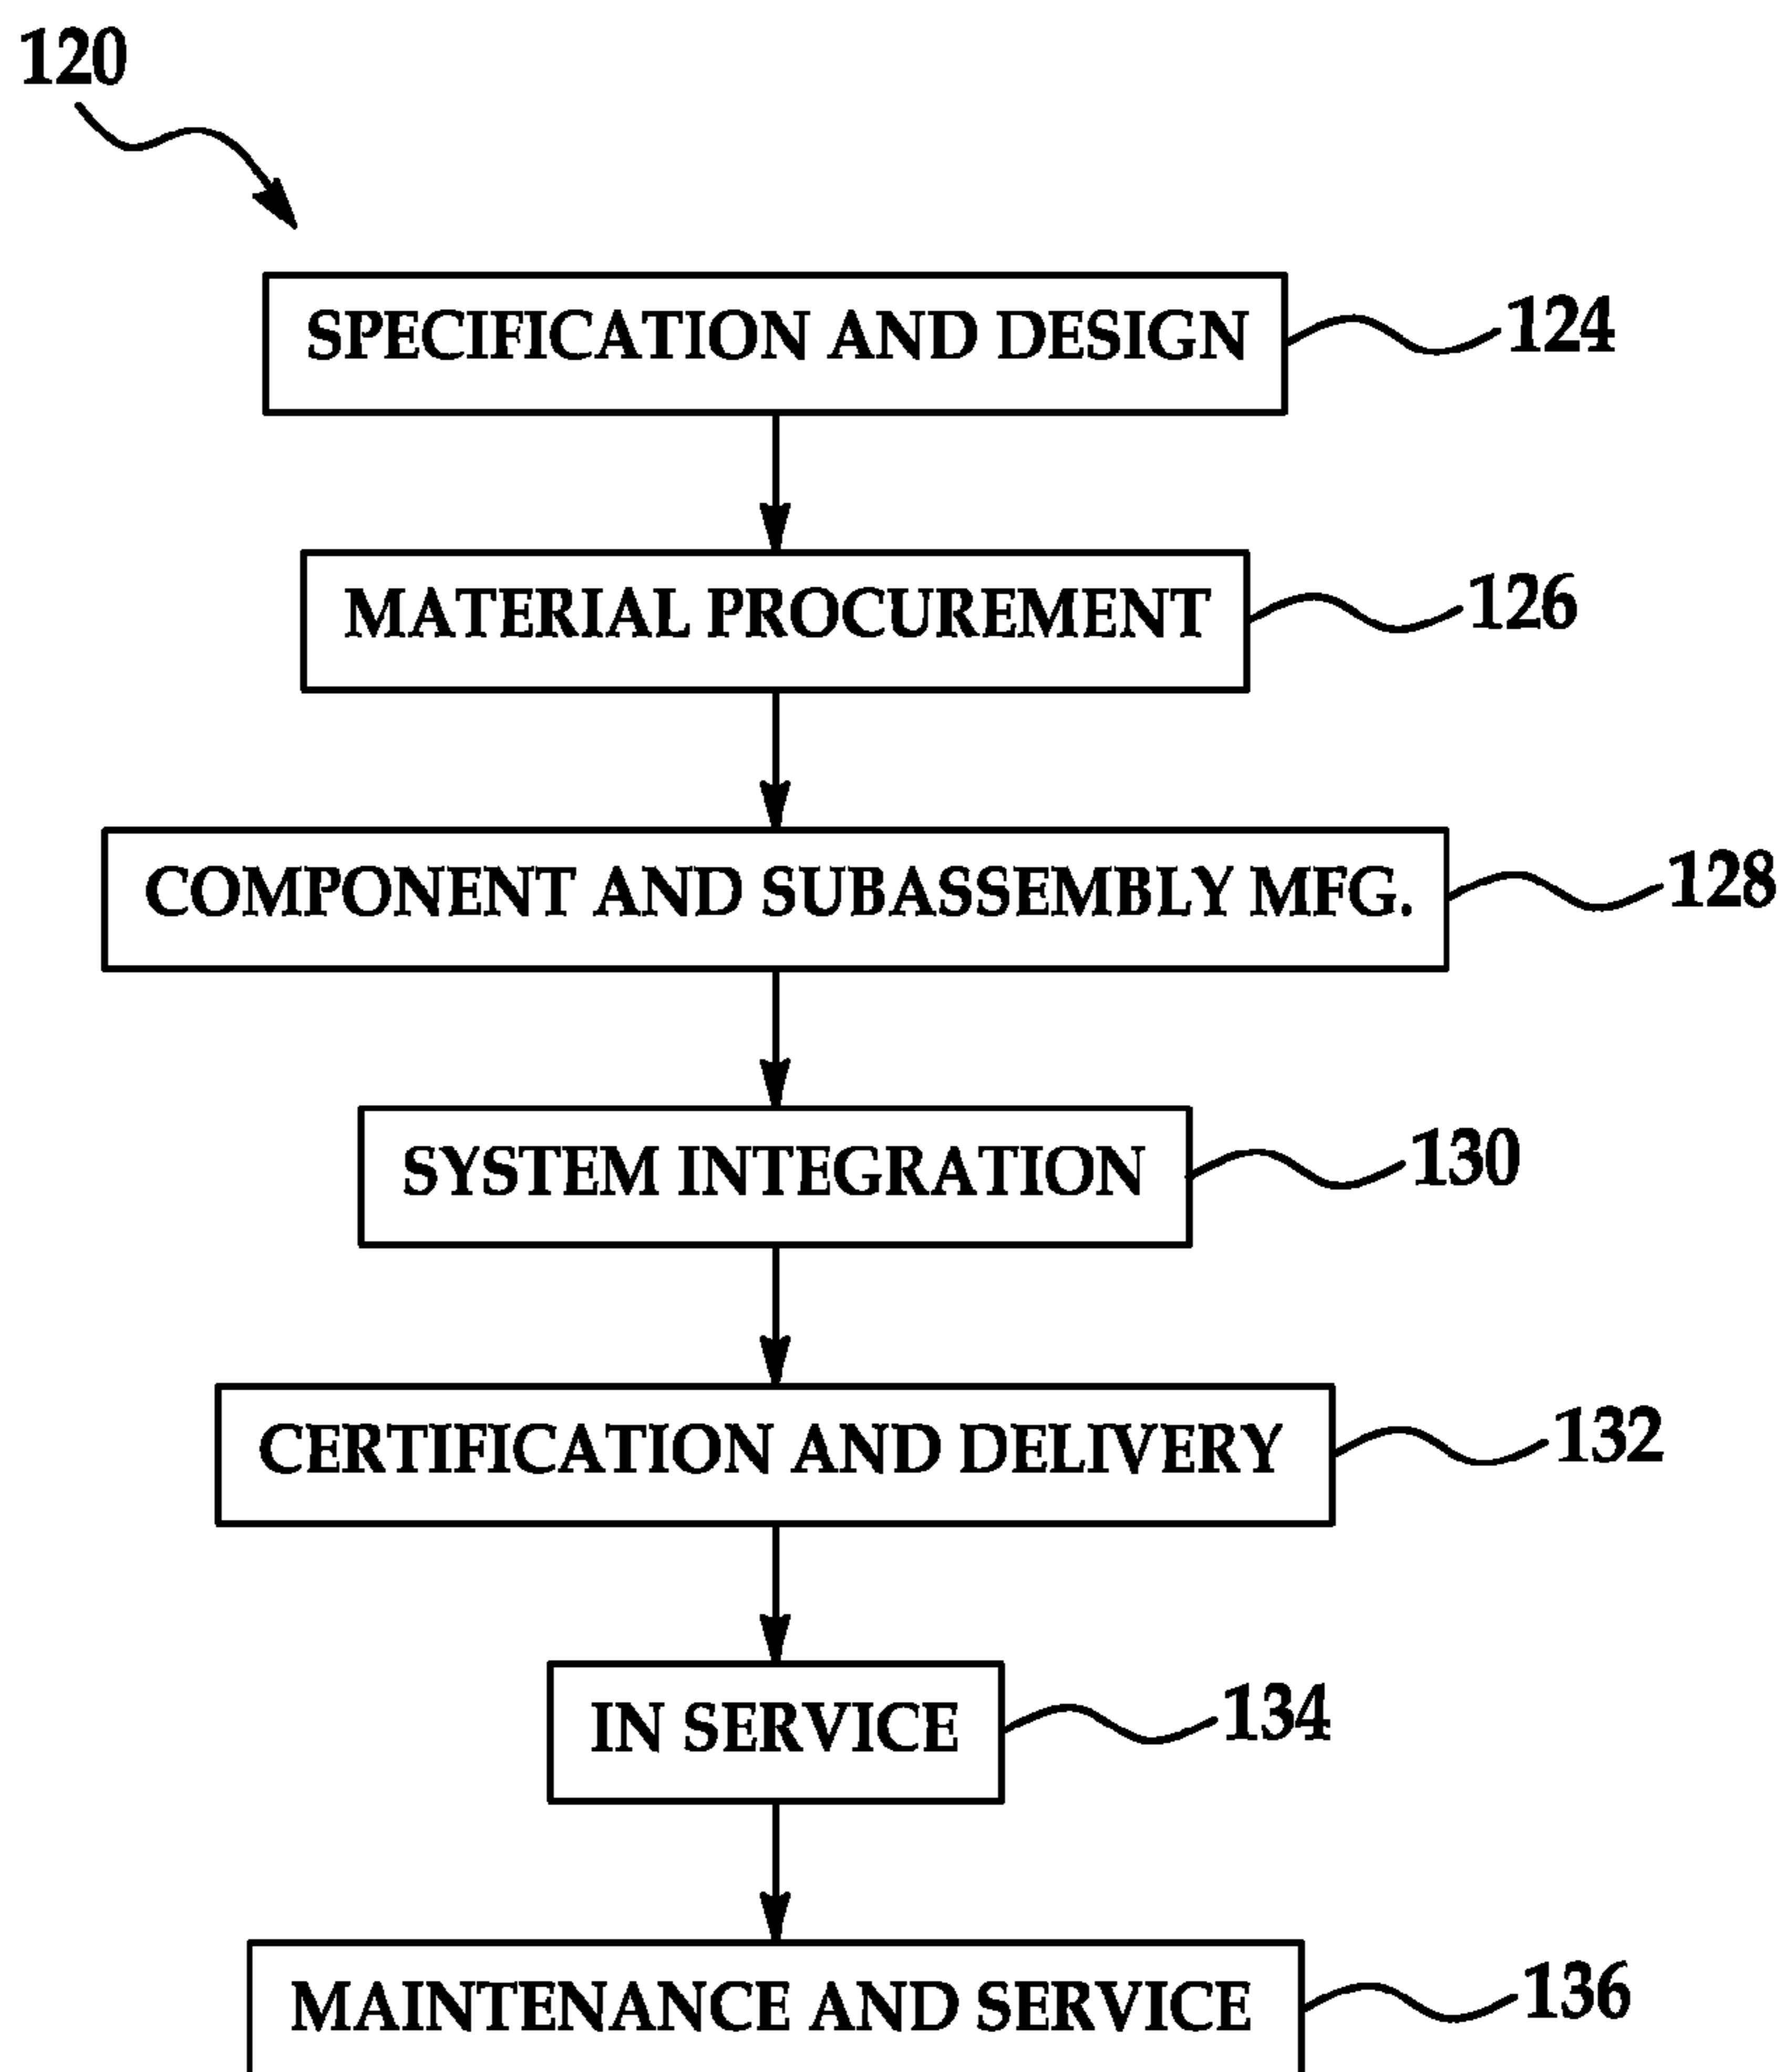 120
SPECIFICATION AND DESIGN
124
MATERIAL PROCUREMENT
126
COMPONENT AND SUBASSEMBLY MFG.
128
SYSTEM INTEGRATION
130
CERTIFICATION AND DELIVERY
132
IN SERVICE
134
MAINTENANCE AND SERVICE
136